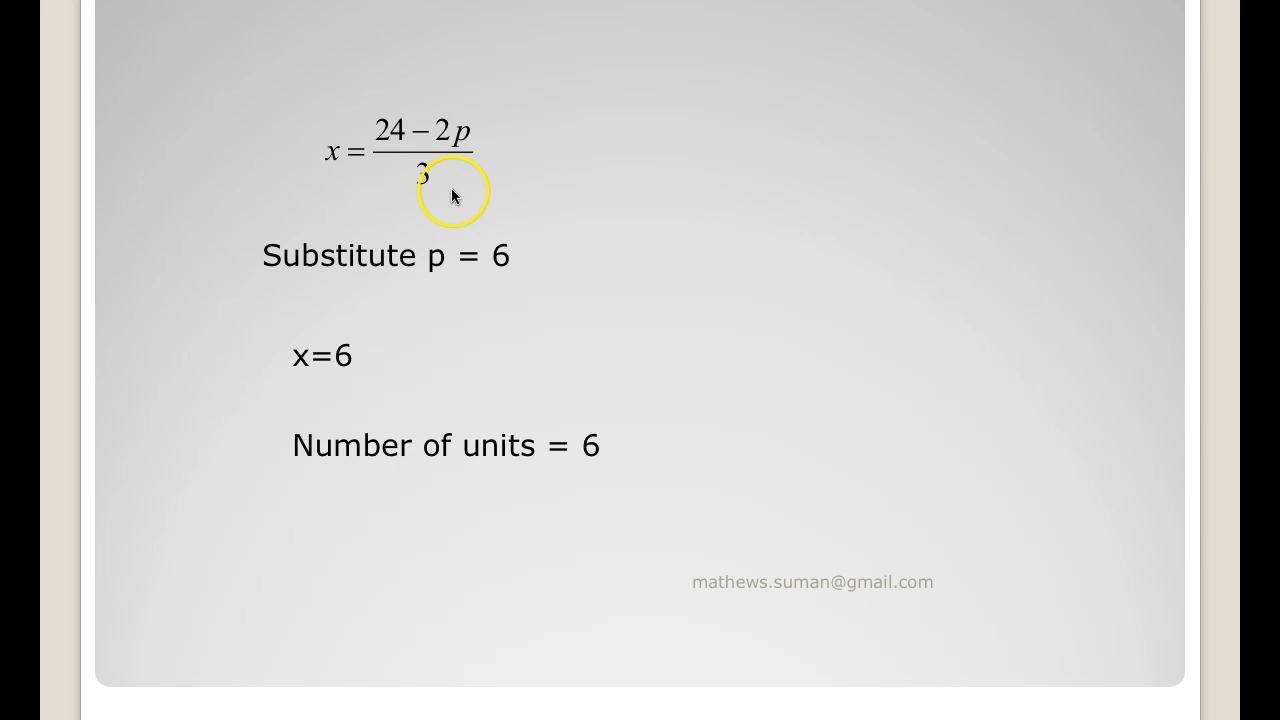 x = (24 − 2p) / 3
Substitute p = 6
x=6
Number of units = 6
mathews.suman@gmail.com